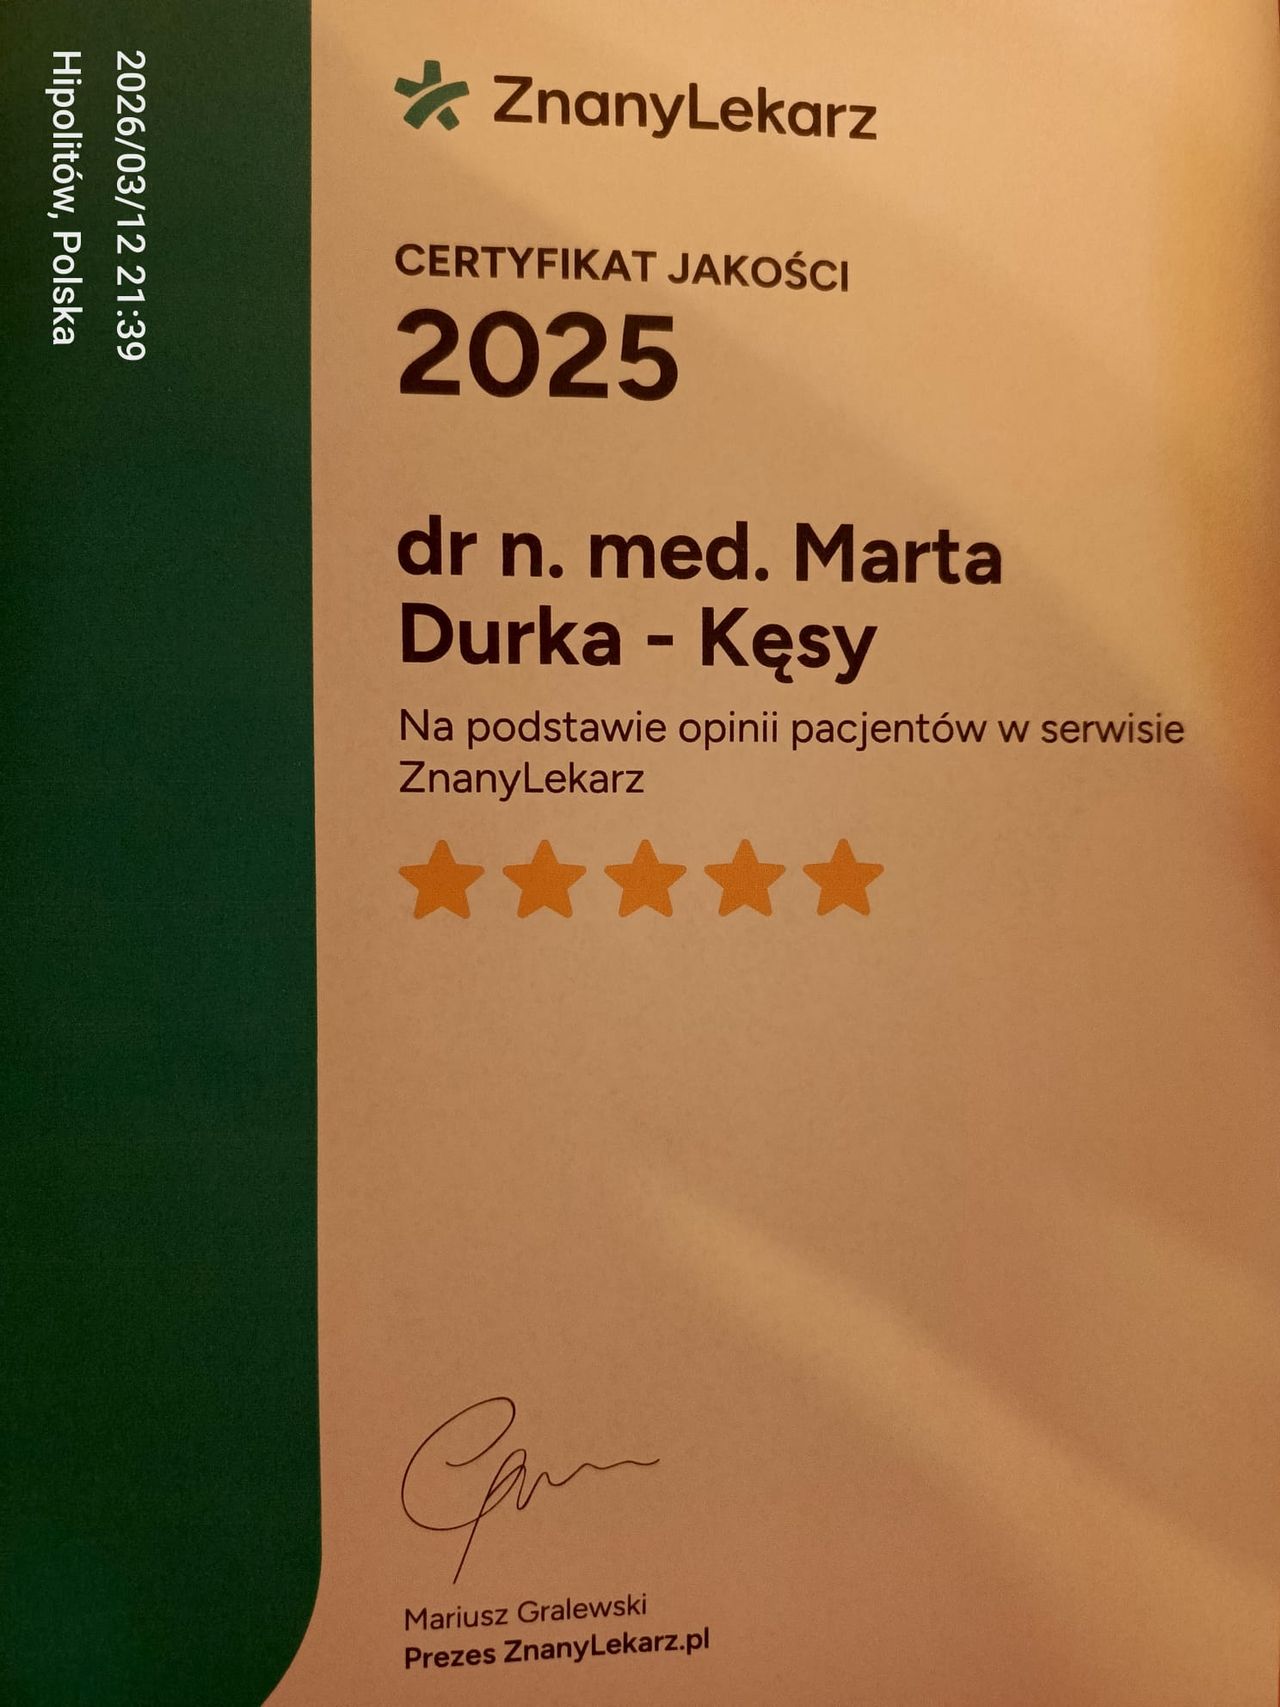 ZnanyLekarz
CERTYFIKAT JAKOŚCI
2025
dr n. med. Marta
Durka - Kęsy
Na podstawie opinii pacjentów w serwisie
ZnanyLekarz
Mariusz Gralewski
Prezes ZnanyLekarz.pl
2026/03/12 21:39
Hipolitów, Polska